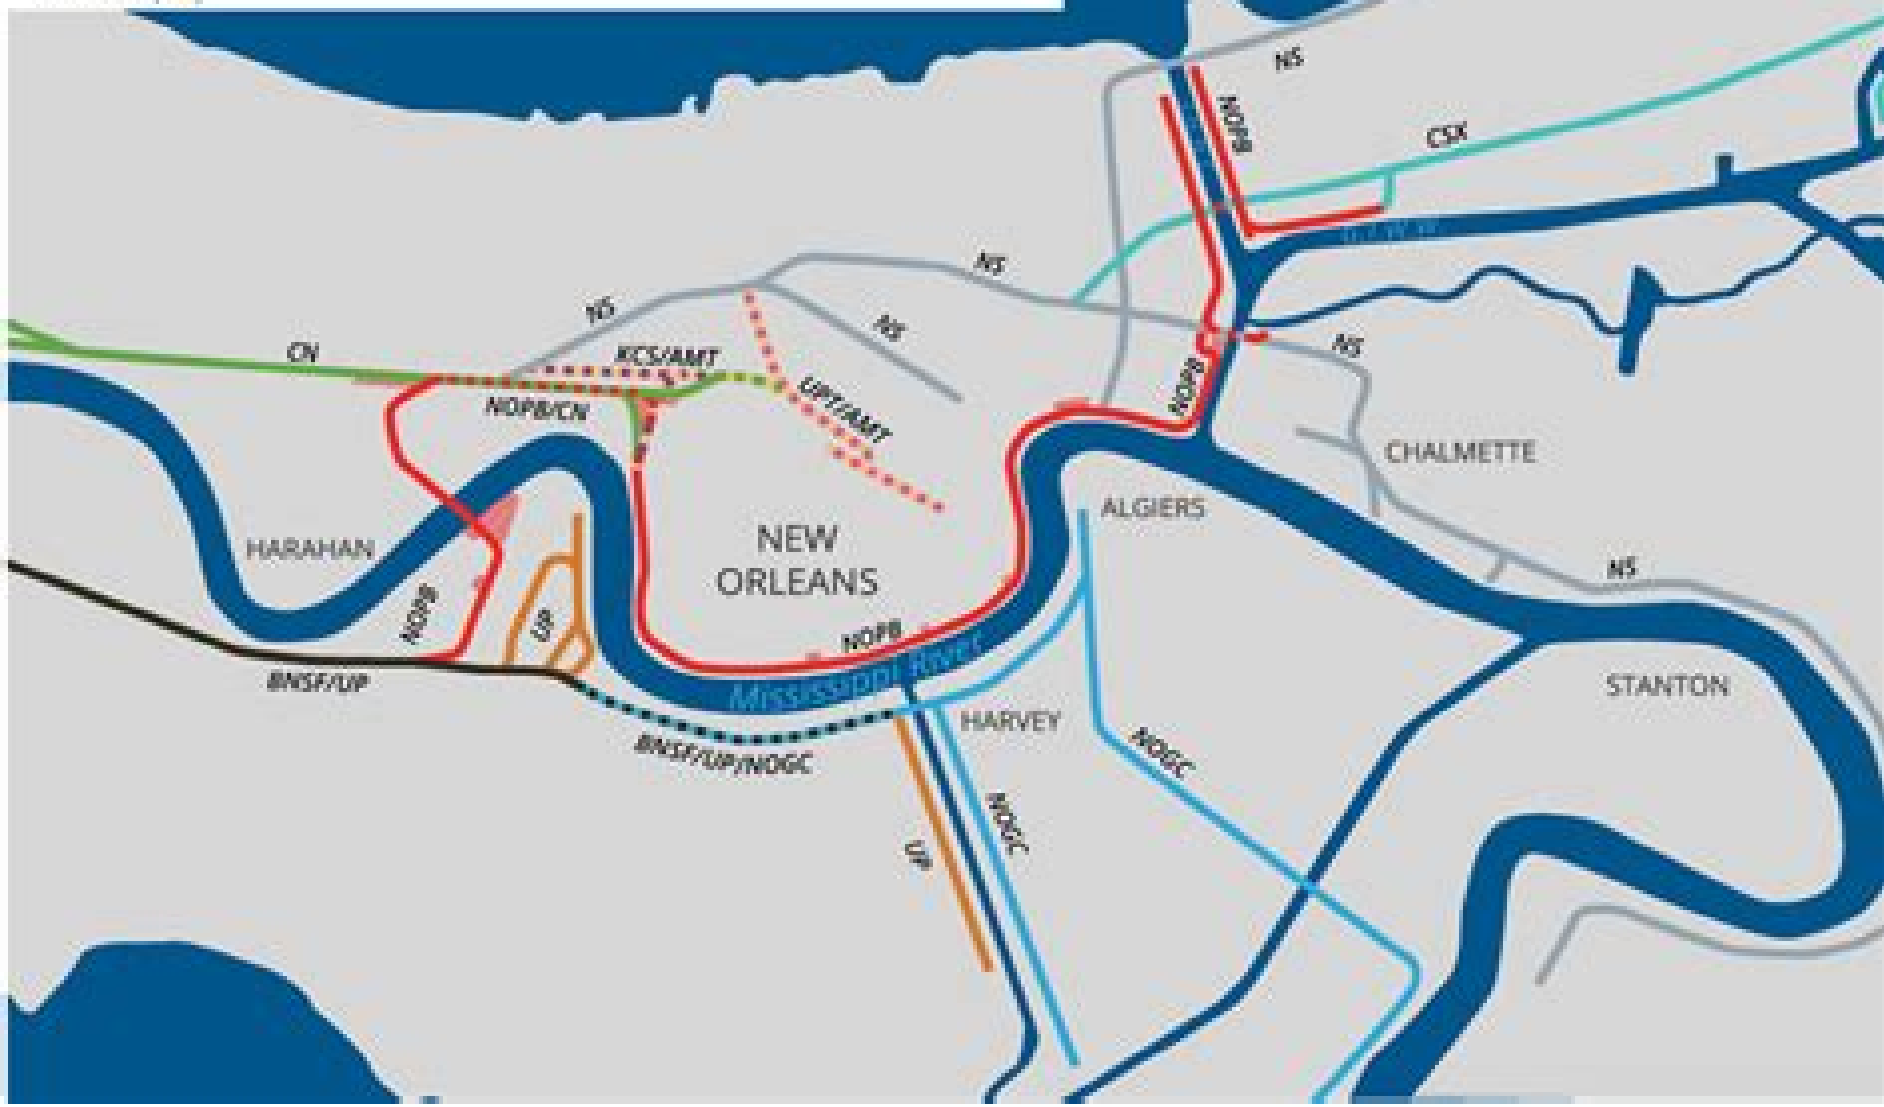 NS
NOPB
CSX
NS
NS
NS
CN
KCS/AMT
NS
NOPB/CN
UPT/AMT
NOPB
CHALMETTE
ALGIERS
NEW
ORLEANS
HARAHAN
NOPB
UP
NOPB
Mississippi River
NS
BNSF/UP
STANTON
HARVEY
BNSF/UP/NOGC
NOGC
NOGC
UP